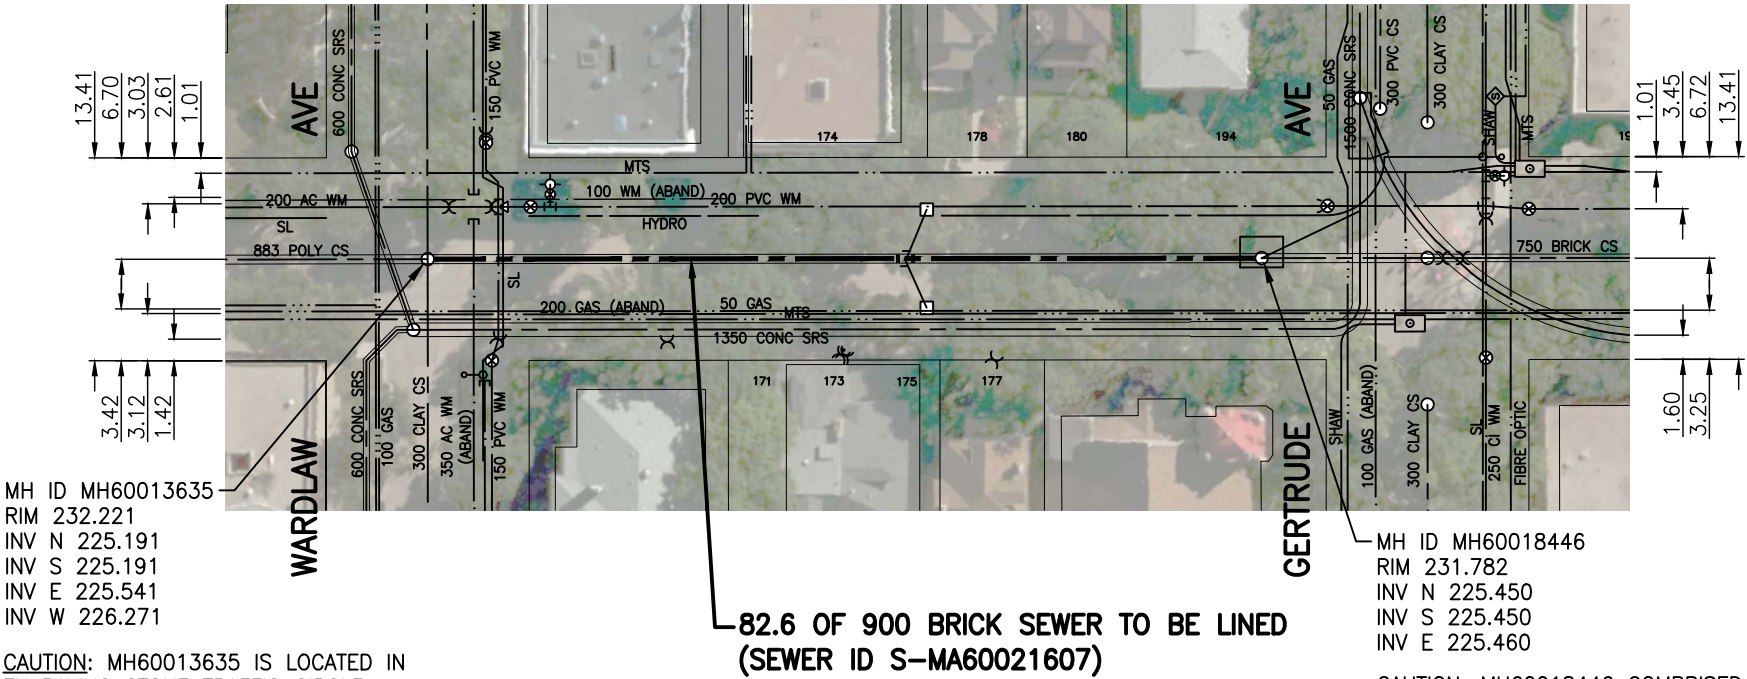 13.41
6.70
3.03
2.61
1.01
AVE
600 CONC SRS
150 PVC WM
174
178
180
194
AVE
50 GAS
1500 CONC SRS
300 PVC CS
300 CLAY CS
SHAW
MTS
S
1.01
3.45
6.72
13.41
MTS
200 AC WM
100 WM (ABAND)
200 PVC WM
SL
HYDRO
883 POLY CS
750 BRICK CS
SL
200 GAS (ABAND)
50 GAS
MTS
1350 CONC SRS
171
173
175
177
3.42
3.12
1.42
600 CONC SRS
100 GAS
300 CLAY CS
350 AC WM
(ABAND)
150 PVC WM
SHAW
100 GAS (ABAND)
300 CLAY CS
SL
250 CI WM
FIBRE OPTIC
1.60
3.25
WARDLAW
GERTRUDE
MH ID MH60013635
RIM 232.221
INV N 225.191
INV S 225.191
INV E 225.541
INV W 226.271
MH ID MH60018446
RIM 231.782
INV N 225.450
INV S 225.450
INV E 225.460
82.6 OF 900 BRICK SEWER TO BE LINED
(SEWER ID S-MA60021607)
CAUTION: MH60013635 IS LOCATED IN